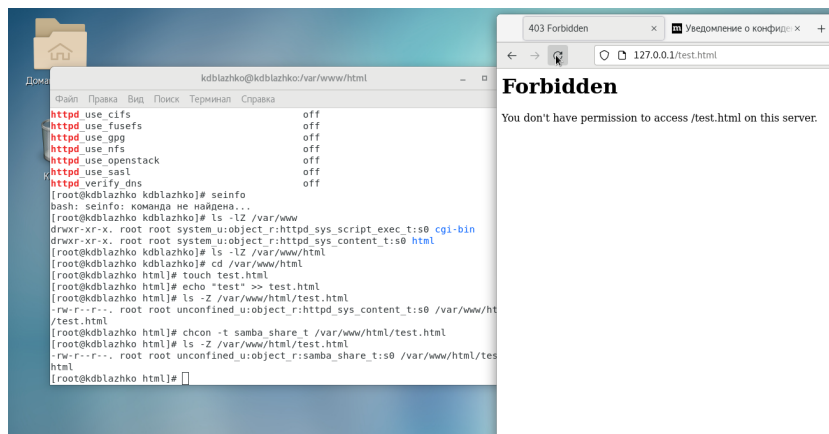 Дома
К
kdblazhko@kdblazhko:/var/www/html
Файл Правка Вид Поиск Терминал Справка
httpd_use_cifs off
httpd_use_fusefs off
httpd_use_gpg off
httpd_use_nfs off
httpd_use_openstack off
httpd_use_sasl off
httpd_verify_dns off
[root@kdblazhko kdblazhko]# seinfo
bash: seinfo: команда не найдена...
[root@kdblazhko kdblazhko]# ls -lZ /var/www
drwxr-xr-x. root root system_u:object_r:httpd_sys_script_exec_t:s0 cgi-bin
drwxr-xr-x. root root system_u:object_r:httpd_sys_content_t:s0 html
[root@kdblazhko kdblazhko]# ls -lZ /var/www/html
[root@kdblazhko kdblazhko]# cd /var/www/html
[root@kdblazhko html]# touch test.html
[root@kdblazhko html]# echo "test" >> test.html
[root@kdblazhko html]# ls -Z /var/www/html/test.html
-rw-r--r--. root root unconfined_u:object_r:httpd_sys_content_t:s0 /var/www/ht
/test.html
[root@kdblazhko html]# chcon -t samba_share_t /var/www/html/test.html
[root@kdblazhko html]# ls -Z /var/www/html/test.html
-rw-r--r--. root root unconfined_u:object_r:samba_share_t:s0 /var/www/html/tes
html
[root@kdblazhko html]#
403 Forbidden
Уведомление о конфиден
127.0.0.1/test.html
Forbidden
You don't have permission to access /test.html on this server.